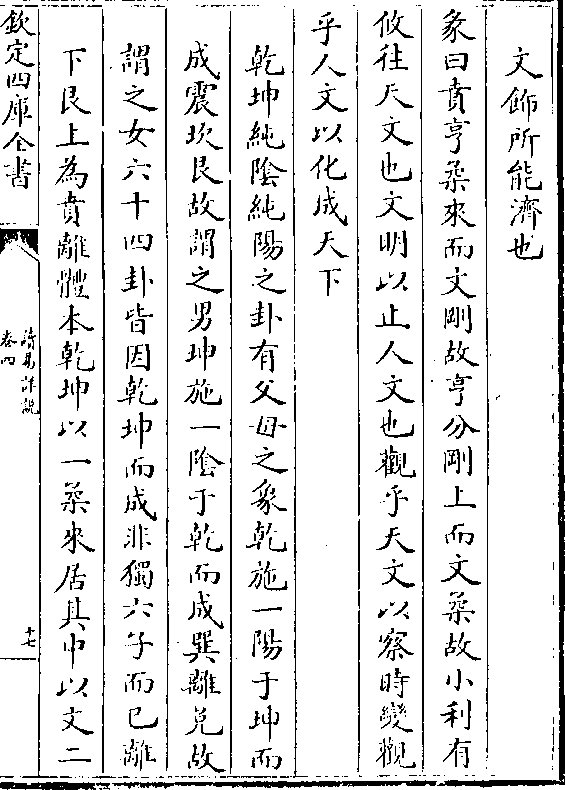 文飾所能濟也
彖曰賁亨柔來而文剛故亨分剛上而文柔故小利有
攸往天文也文明以止人文也觀乎天文以察時變觀
乎人文以化成天下
乾坤純陰純陽之卦有父母之象乾施一陽于坤而
成震坎艮故謂之男坤施一陰于乾而成巽離兌故
謂之女六十四卦皆因乾坤而成非獨六子而已離
下艮上為賁離體本乾坤以一柔來居其中以文二
欽定四庫全書
讀易詳說
卷四
十七